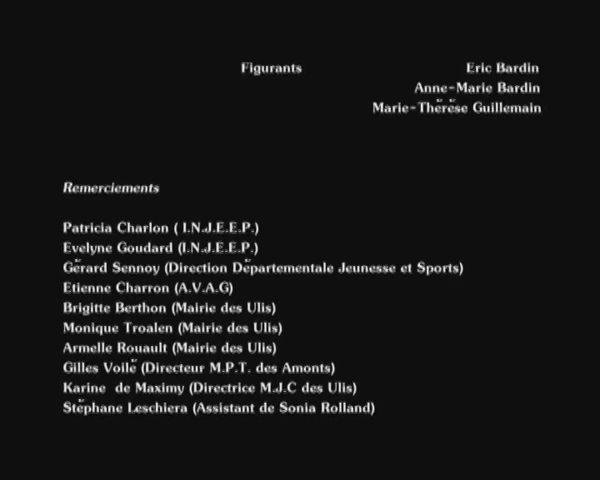 Figurants Eric Bardin
Anne-Marie Bardin
Marie-Thérèse Guillemain
Remerciements
Patricia Charlon ( I.N.J.E.E.P.)
Evelyne Goudard (I.N.J.E.E.P.)
Gérard Sennoy (Direction Départementale Jeunesse et Sports)
Etienne Charron (A.V.A.G)
Brigitte Berthon (Mairie des Ulis)
Monique Troalen (Mairie des Ulis)
Armelle Rouault (Mairie des Ulis)
Gilles Voilé (Directeur M.P.T. des Amonts)
Karine de Maximy (Directrice M.J.C des Ulis)
Stéphane Leschiera (Assistant de Sonia Rolland)